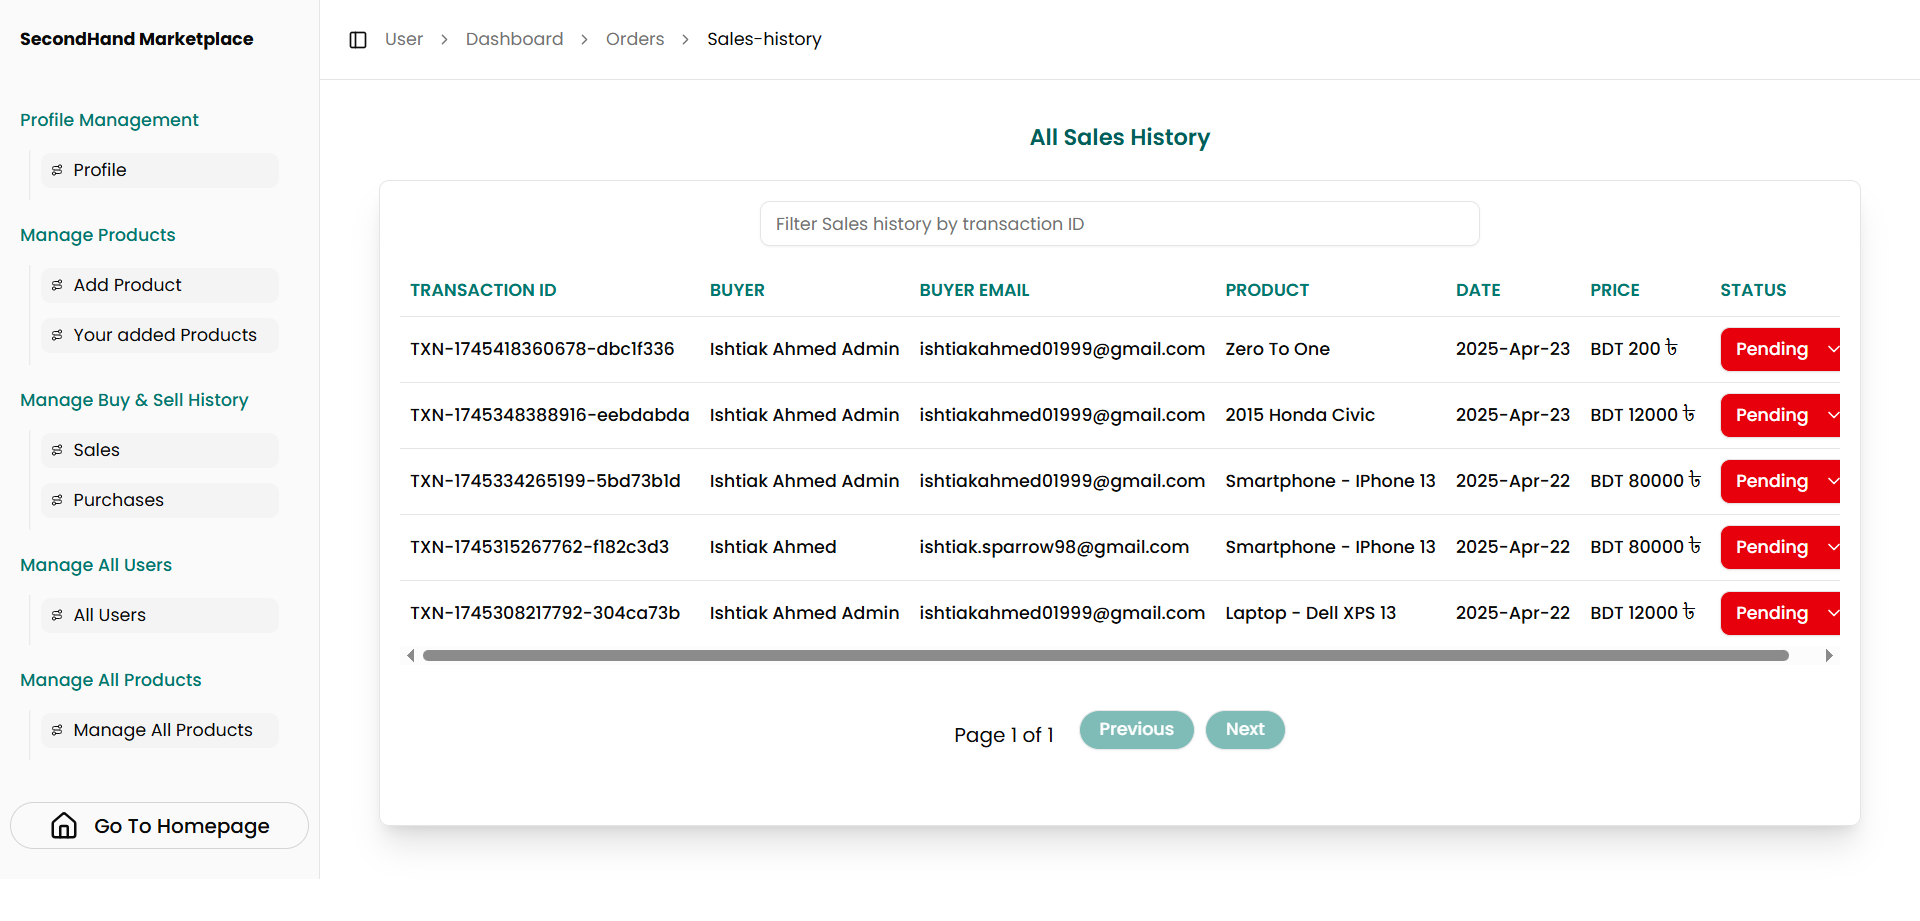 SecondHand Marketplace
User > Dashboard > Orders > Sales-history
Profile Management
Profile
Manage Products
Add Product
Your added Products
Manage Buy & Sell History
Sales
Purchases
Manage All Users
All Users
Manage All Products
Manage All Products
Go To Homepage
All Sales History
Filter Sales history by transaction ID
TRANSACTION ID BUYER BUYER EMAIL PRODUCT DATE PRICE STATUS
TXN-1745418360678-dbc1f336 Ishtiak Ahmed Admin ishtiakahmed01999@gmail.com Zero To One 2025-Apr-23 BDT 200 ৳ Pending
TXN-1745348388916-eebdabda Ishtiak Ahmed Admin ishtiakahmed01999@gmail.com 2015 Honda Civic 2025-Apr-23 BDT 12000 ৳ Pending
TXN-1745334265199-5bd73b1d Ishtiak Ahmed Admin ishtiakahmed01999@gmail.com Smartphone - IPhone 13 2025-Apr-22 BDT 80000 ৳ Pending
TXN-1745315267762-f182c3d3 Ishtiak Ahmed ishtiak.sparrow98@gmail.com Smartphone - IPhone 13 2025-Apr-22 BDT 80000 ৳ Pending
TXN-1745308217792-304ca73b Ishtiak Ahmed Admin ishtiakahmed01999@gmail.com Laptop - Dell XPS 13 2025-Apr-22 BDT 12000 ৳ Pending
Page 1 of 1 Previous Next